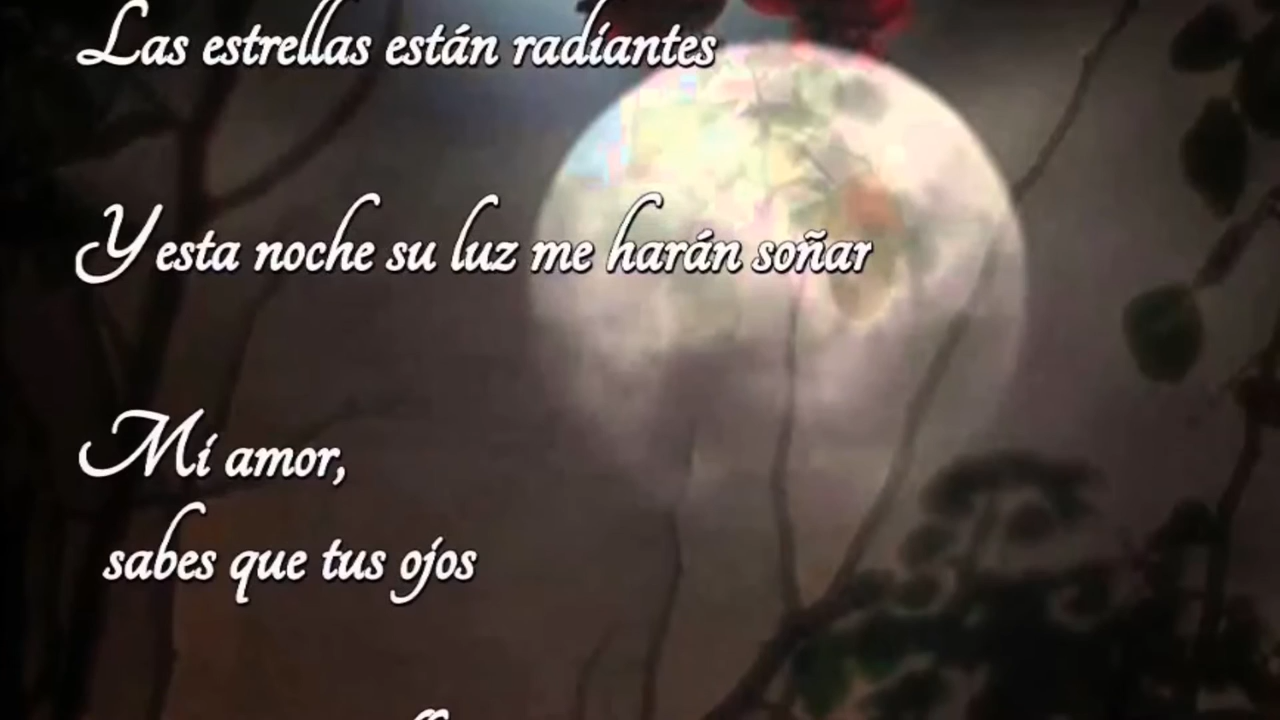 Las estrellas están radiantes
Y esta noche su luz me harán soñar
Mi amor,
sabes que tus ojos